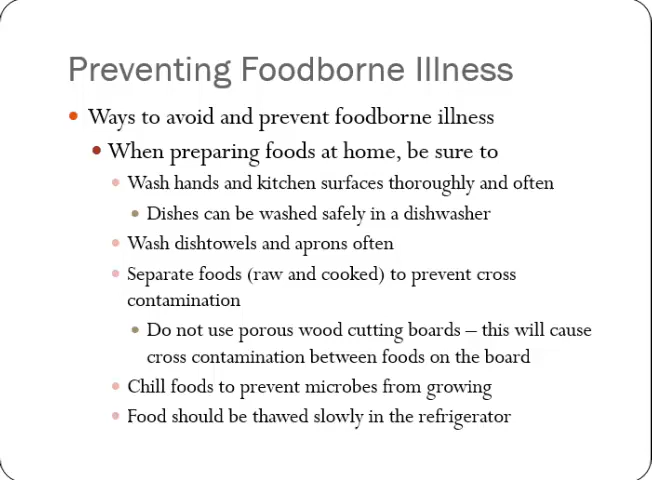 Preventing Foodborne Illness
Ways to avoid and prevent foodborne illness
When preparing foods at home, be sure to
Wash hands and kitchen surfaces thoroughly and often
Dishes can be washed safely in a dishwasher
Wash dishtowels and aprons often
Separate foods (raw and cooked) to prevent cross
contamination
Do not use porous wood cutting boards – this will cause
cross contamination between foods on the board
Chill foods to prevent microbes from growing
Food should be thawed slowly in the refrigerator